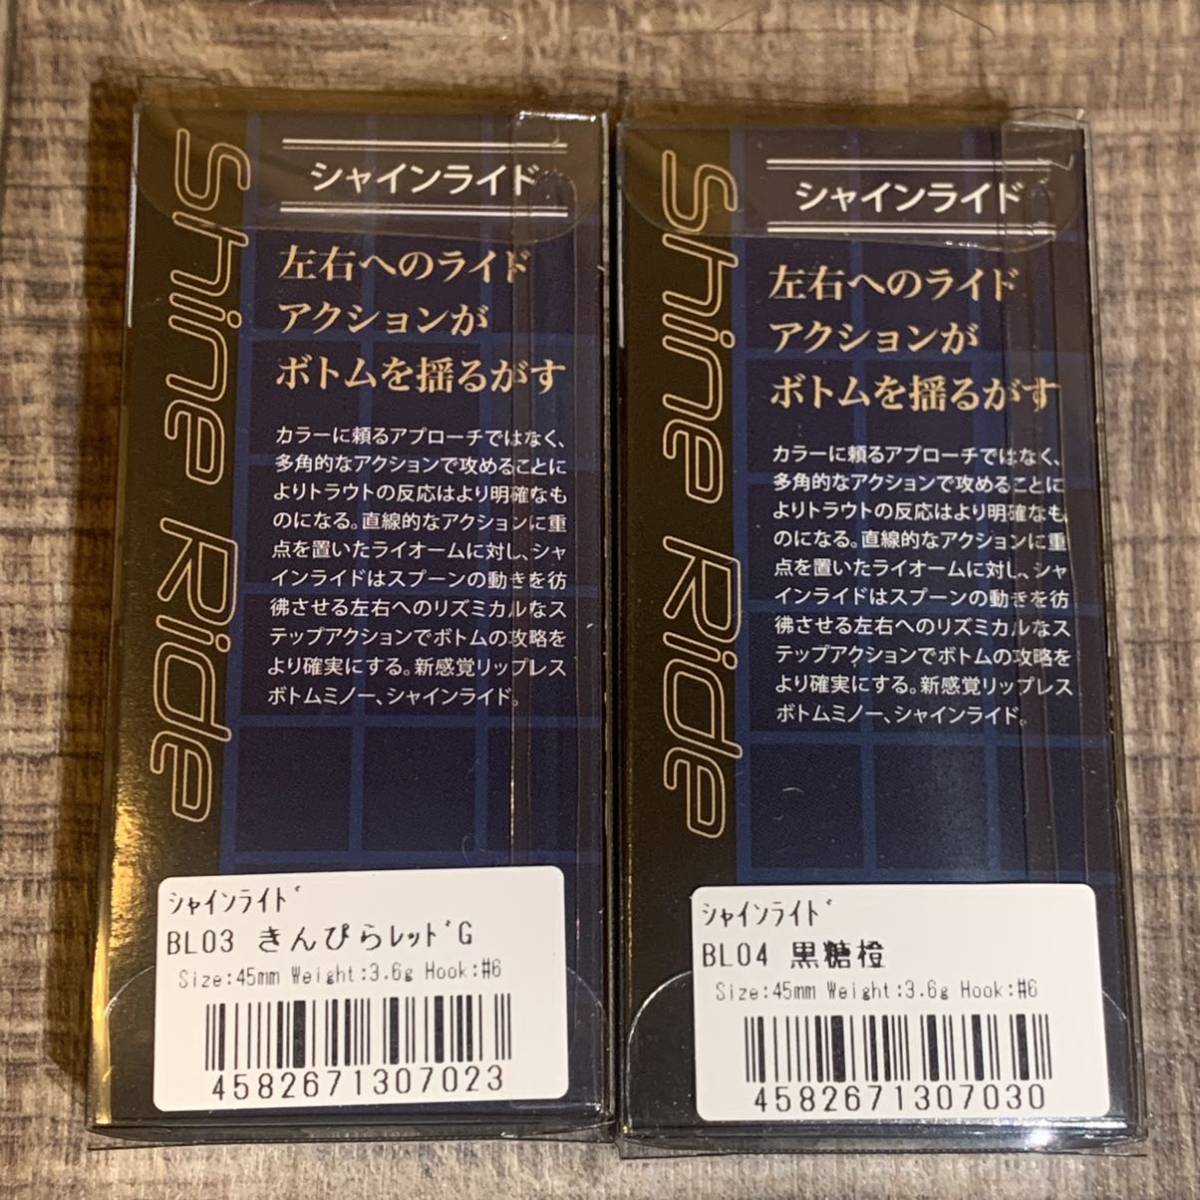 Shine Ride
シャインライド
左右へのライド
アクションが
ボトムを揺るがす
カラーに頼るアプローチではなく、
多角的なアクションで攻めることに
よりトラウトの反応はより明確なも
のになる。直線的なアクションに重
点を置いたライオームに対し、シャ
インライドはスプーンの動きを彷
彿させる左右へのリズミカルなス
テップアクションでボトムの攻略を
より確実にする。新感覚リップレス
ボトムミノー、シャインライド。
ｼｬｲﾝﾗｲﾄﾞ
BL03 きんぴらﾚｯﾄﾞG
Size:45mm Weight:3.6g Hook:#6
4582671307023
Shine Ride
シャインライド
左右へのライド
アクションが
ボトムを揺るがす
カラーに頼るアプローチではなく、
多角的なアクションで攻めることに
よりトラウトの反応はより明確なも
のになる。直線的なアクションに重
点を置いたライオームに対し、シャ
インライドはスプーンの動きを彷
彿させる左右へのリズミカルなス
テップアクションでボトムの攻略を
より確実にする。新感覚リップレス
ボトムミノー、シャインライド。
ｼｬｲﾝﾗｲﾄﾞ
BL04 黒糖橙
Size:45mm Weight:3.6g Hook:#6
4582671307030